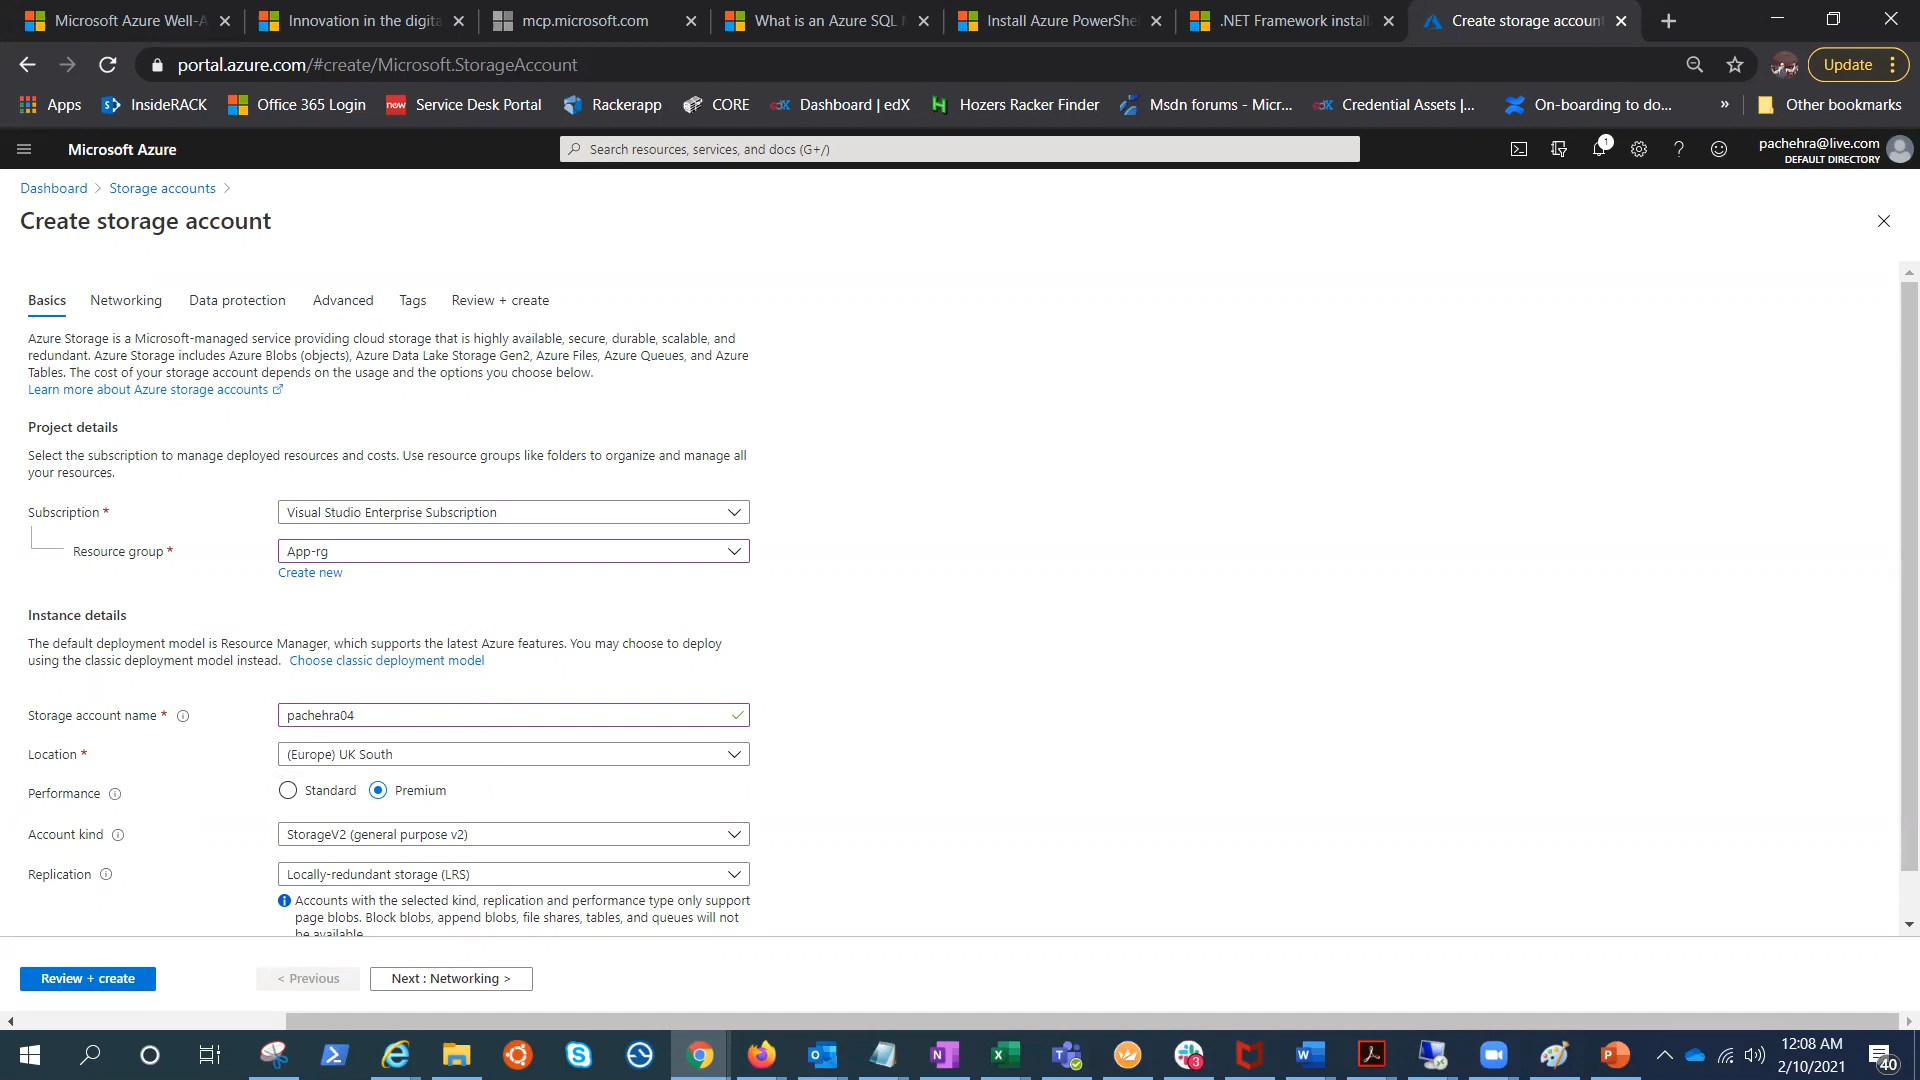 Microsoft Azure Well-A
Innovation in the digita
mcp.microsoft.com
What is an Azure SQL
Install Azure PowerShe
.NET Framework install
Create storage account
portal.azure.com/#create/Microsoft.StorageAccount
Update
Apps
InsideRACK
Office 365 Login
now
Service Desk Portal
Rackerapp
CORE
edX
Dashboard | edX
Hozers Racker Finder
Msdn forums - Micr...
edX
Credential Assets |...
On-boarding to do...
»
Other bookmarks
Microsoft Azure
Search resources, services, and docs (G+/)
1
pachehra@live.com
DEFAULT DIRECTORY
Dashboard > Storage accounts >
Create storage account
Basics
Networking
Data protection
Advanced
Tags
Review + create
Azure Storage is a Microsoft-managed service providing cloud storage that is highly available, secure, durable, scalable, and
redundant. Azure Storage includes Azure Blobs (objects), Azure Data Lake Storage Gen2, Azure Files, Azure Queues, and Azure
Tables. The cost of your storage account depends on the usage and the options you choose below.
Learn more about Azure storage accounts
Project details
Select the subscription to manage deployed resources and costs. Use resource groups like folders to organize and manage all
your resources.
Subscription *
Visual Studio Enterprise Subscription
Resource group *
App-rg
Create new
Instance details
The default deployment model is Resource Manager, which supports the latest Azure features. You may choose to deploy
using the classic deployment model instead. Choose classic deployment model
Storage account name *
pachehra04
Location *
(Europe) UK South
Performance
Standard
Premium
Account kind
StorageV2 (general purpose v2)
Replication
Locally-redundant storage (LRS)
Accounts with the selected kind, replication and performance type only support
page blobs. Block blobs, append blobs, file shares, tables, and queues will not
be available.
Review + create
< Previous
Next : Networking >
3
12:08 AM
2/10/2021
40